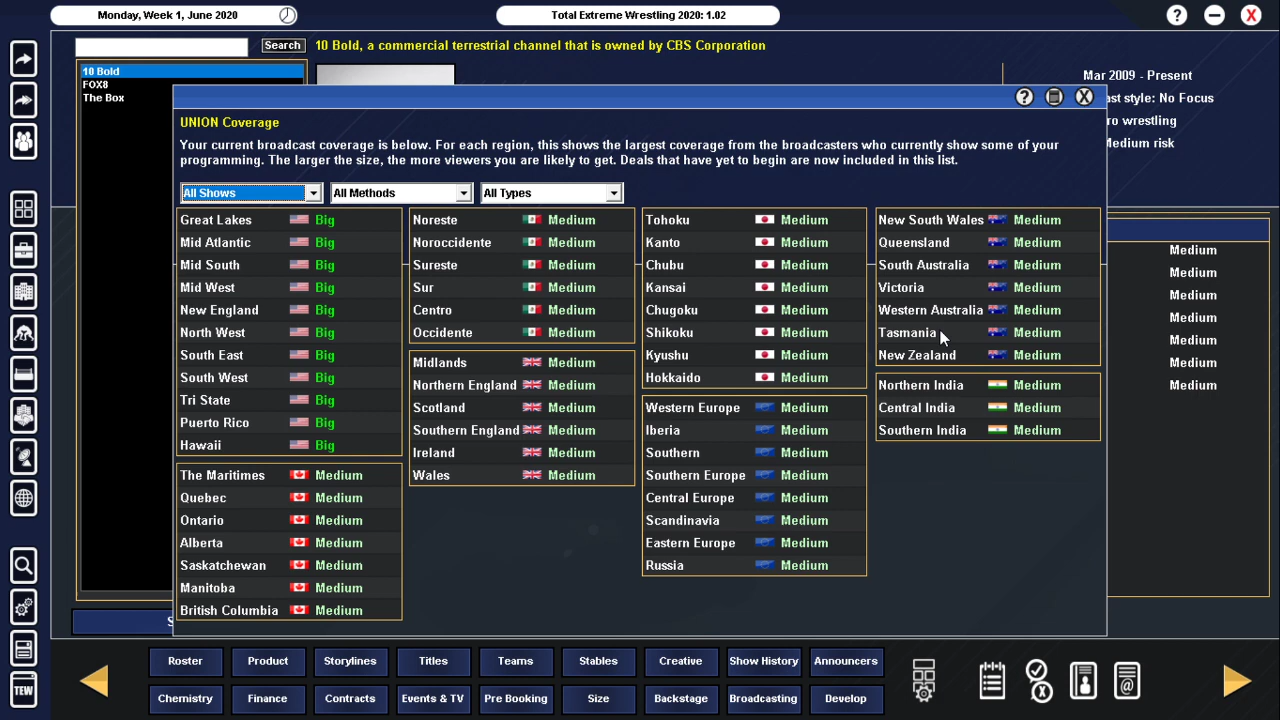 Monday, Week 1, June 2020
Total Extreme Wrestling 2020: 1.02
Search
10 Bold, a commercial terrestrial channel that is owned by CBS Corporation
10 Bold
FOX8
The Box
Mar 2009 - Present
ast style: No Focus
ro wrestling
Medium risk
UNION Coverage
Your current broadcast coverage is below. For each region, this shows the largest coverage from the broadcasters who currently show some of your
programming. The larger the size, the more viewers you are likely to get. Deals that have yet to begin are now included in this list.
All Shows
All Methods
All Types
Great Lakes Big
Mid Atlantic Big
Mid South Big
Mid West Big
New England Big
North West Big
South East Big
South West Big
Tri State Big
Puerto Rico Big
Hawaii Big
The Maritimes Medium
Quebec Medium
Ontario Medium
Alberta Medium
Saskatchewan Medium
Manitoba Medium
British Columbia Medium
Noreste Medium
Noroccidente Medium
Sureste Medium
Sur Medium
Centro Medium
Occidente Medium
Midlands Medium
Northern England Medium
Scotland Medium
Southern England Medium
Ireland Medium
Wales Medium
Tohoku Medium
Kanto Medium
Chubu Medium
Kansai Medium
Chugoku Medium
Shikoku Medium
Kyushu Medium
Hokkaido Medium
Western Europe Medium
Iberia Medium
Southern Medium
Southern Europe Medium
Central Europe Medium
Scandinavia Medium
Eastern Europe Medium
Russia Medium
New South Wales Medium
Queensland Medium
South Australia Medium
Victoria Medium
Western Australia Medium
Tasmania Medium
New Zealand Medium
Northern India Medium
Central India Medium
Southern India Medium
Medium
Medium
Medium
Medium
Medium
Medium
Medium
S
Roster
Product
Storylines
Titles
Teams
Stables
Creative
Show History
Announcers
Chemistry
Finance
Contracts
Events & TV
Pre Booking
Size
Backstage
Broadcasting
Develop
TEW